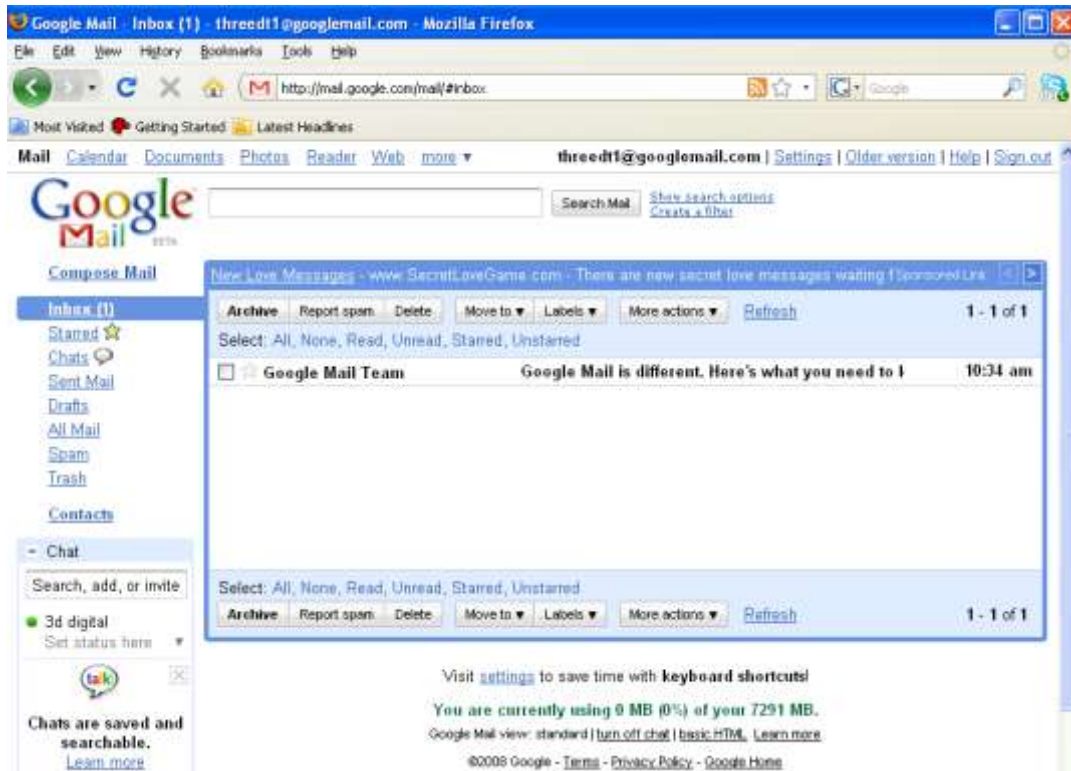 Google Mail - Inbox (1) - threedt1@googlemail.com - Mozilla Firefox
File Edit View History Bookmarks Tools Help
http://mail.google.com/mail/#inbox Google
Most Visited Getting Started Latest Headlines
Mail Calendar Documents Photos Reader Web more ▼ threedt1@googlemail.com | Settings | Older version | Help | Sign out
Google Mail BETA
Search Mail Show search options
Create a filter
Compose Mail
Inbox (1)
Starred
Chats
Sent Mail
Drafts
All Mail
Spam
Trash
Contacts
- Chat
Search, add, or invite
3d digital
Set status here ▼
talk
Chats are saved and
searchable.
Learn more
New Love Messages - www.SecretLoveGame.com - There are new secret love messages waiting f Sponsored Link < >
Archive Report spam Delete Move to ▼ Labels ▼ More actions ▼ Refresh 1 - 1 of 1
Select: All, None, Read, Unread, Starred, Unstarred
Google Mail Team Google Mail is different. Here's what you need to k 10:34 am
Select: All, None, Read, Unread, Starred, Unstarred
Archive Report spam Delete Move to ▼ Labels ▼ More actions ▼ Refresh 1 - 1 of 1
Visit settings to save time with keyboard shortcuts!
You are currently using 0 MB (0%) of your 7291 MB.
Google Mail view: standard | turn off chat | basic HTML Learn more
©2008 Google - Terms - Privacy Policy - Google Home